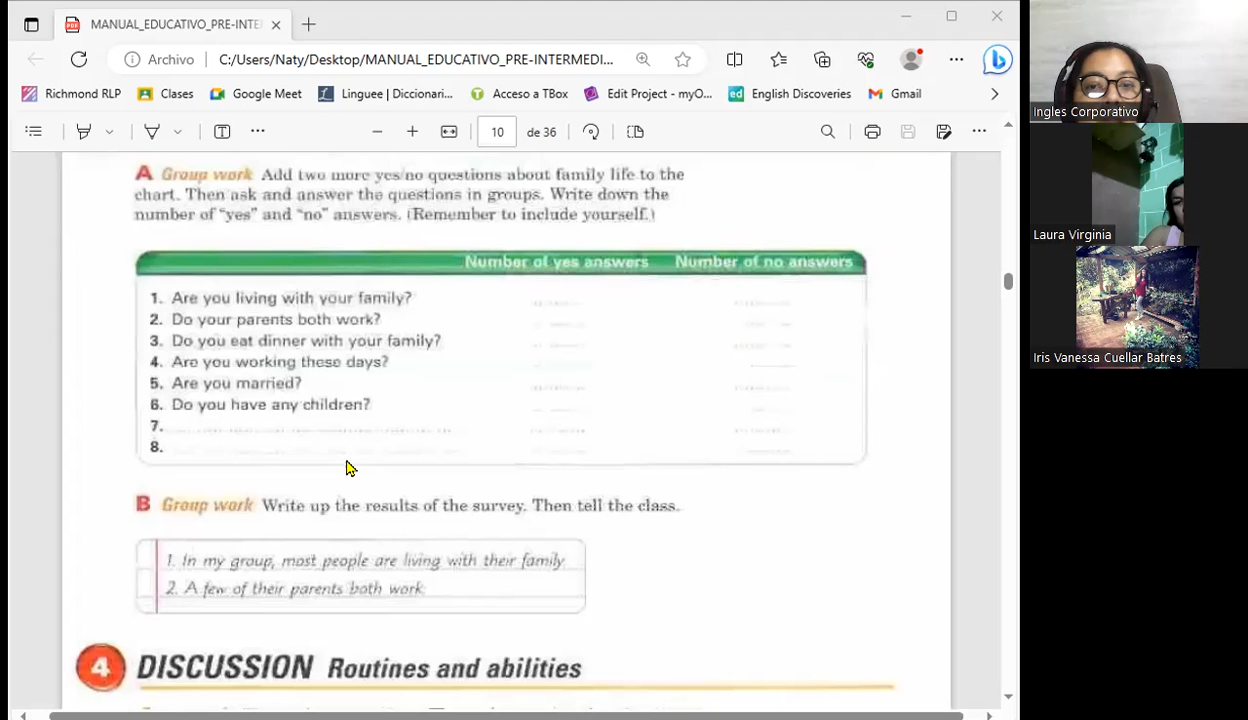 MANUAL_EDUCATIVO_PRE-INTEI
Archivo
C:/Users/Naty/Desktop/MANUAL_EDUCATIVO_PRE-INTERMEDI...
Richmond RLP
Clases
Google Meet
Linguee | Diccionari...
Acceso a TBox
Edit Project - myO...
English Discoveries
Gmail
10 de 36
A Group work Add two more yes/no questions about family life to the
chart. Then ask and answer the questions in groups. Write down the
number of "yes" and "no" answers. (Remember to include yourself.)
Number of yes answers Number of no answers
1. Are you living with your family?
2. Do your parents both work?
3. Do you eat dinner with your family?
4. Are you working these days?
5. Are you married?
6. Do you have any children?
7.
8.
B Group work Write up the results of the survey. Then tell the class.
1. In my group, most people are living with their family
2. A few of their parents both work
4 DISCUSSION Routines and abilities
Ingles Corporativo
Laura Virginia
Iris Vanessa Cuellar Batres